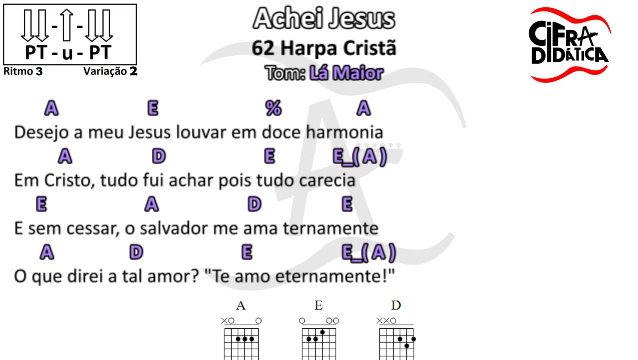 PT - u - PT
Ritmo 3 Variação 2
Achei Jesus
62 Harpa Cristã
Tom: Lá Maior
CiFRA DIDÁTICA
A E % A
Desejo a meu Jesus louvar em doce harmonia
A D E E_(A)
Em Cristo, tudo fui achar pois tudo carecia
E A D E
E sem cessar, o salvador me ama ternamente
A D E E_(A)
O que direi a tal amor? "Te amo eternamente!"
A E D